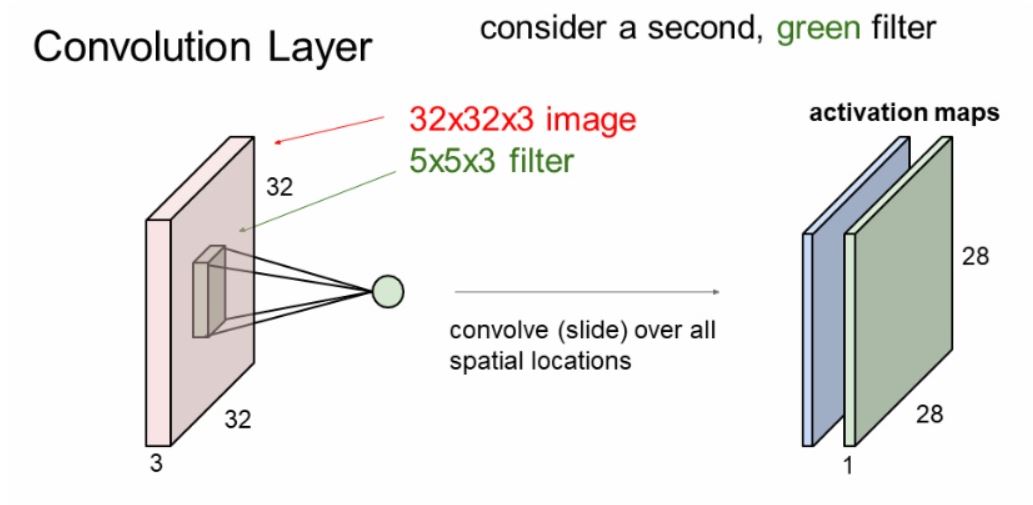 Convolution Layer
consider a second, green filter
32x32x3 image
5x5x3 filter
activation maps
32
32
3
convolve (slide) over all
spatial locations
28
28
1